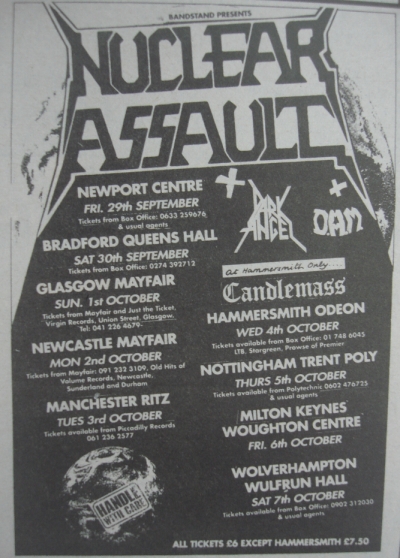 BANDSTAND PRESENTS
NUCLEAR
ASSAULT
NEWPORT CENTRE
FRI. 29th SEPTEMBER
Tickets from Box Office: 0633 259676
& usual agents
BRADFORD QUEENS HALL
SAT 30th SEPTEMBER
Tickets from Box Office: 0274 392712
GLASGOW MAYFAIR
SUN. 1st OCTOBER
Tickets from Mayfair and Just the Ticket,
Virgin Records, Union Street, Glasgow.
Tel: 041 226 4679
NEWCASTLE MAYFAIR
MON 2nd OCTOBER
Tickets from Mayfair: 091 232 3109, Old Hits of
Volume Records, Newcastle,
Sunderland and Durham
MANCHESTER RITZ
TUES 3rd OCTOBER
Tickets available from Piccadilly Records
061 236 2577
HANDLE
WITH CARE
+
DARK
ANGEL
+
DAM
at Hammersmith Only...
Candlemass
HAMMERSMITH ODEON
WED 4th OCTOBER
Tickets available from Box Office: 01 748 6045
LTB, Stargreen, Prowse of Premier
NOTTINGHAM TRENT POLY
THURS 5th OCTOBER
Tickets available from Polytechnic 0602 476725
& usual agents
MILTON KEYNES
WOUGHTON CENTRE
FRI. 6th OCTOBER
WOLVERHAMPTON
WULFRUN HALL
SAT 7th OCTOBER
Tickets available from Box Office: 0902 312030
& usual agents
ALL TICKETS £6 EXCEPT HAMMERSMITH £7.50